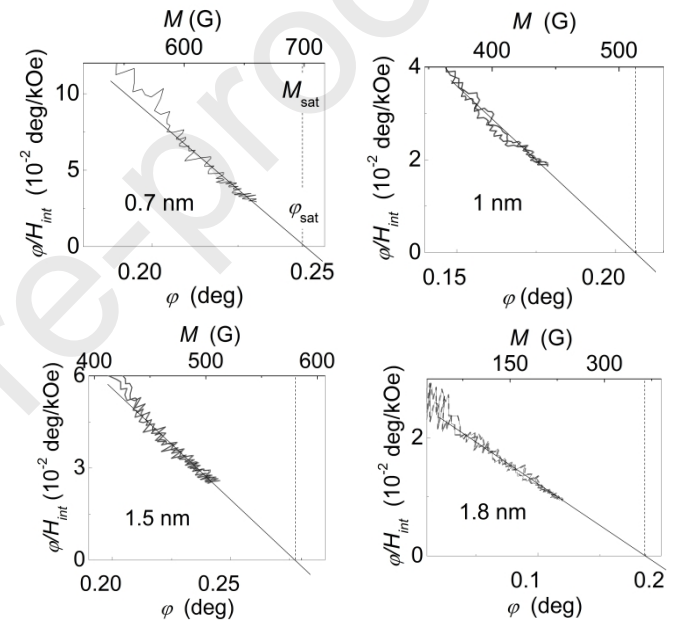 M (G)
600 700
φ/H_int (10⁻² deg/kOe)
10
5
0
M_sat
φ_sat
0.7 nm
0.20 0.25
φ (deg)
M (G)
400 500
φ/H_int (10⁻² deg/kOe)
4
2
0
1 nm
0.15 0.20
φ (deg)
M (G)
400 500 600
φ/H_int (10⁻² deg/kOe)
6
3
0
1.5 nm
0.20 0.25
φ (deg)
M (G)
150 300
φ/H_int (10⁻² deg/kOe)
2
0
1.8 nm
0.1 0.2
φ (deg)
re-proo